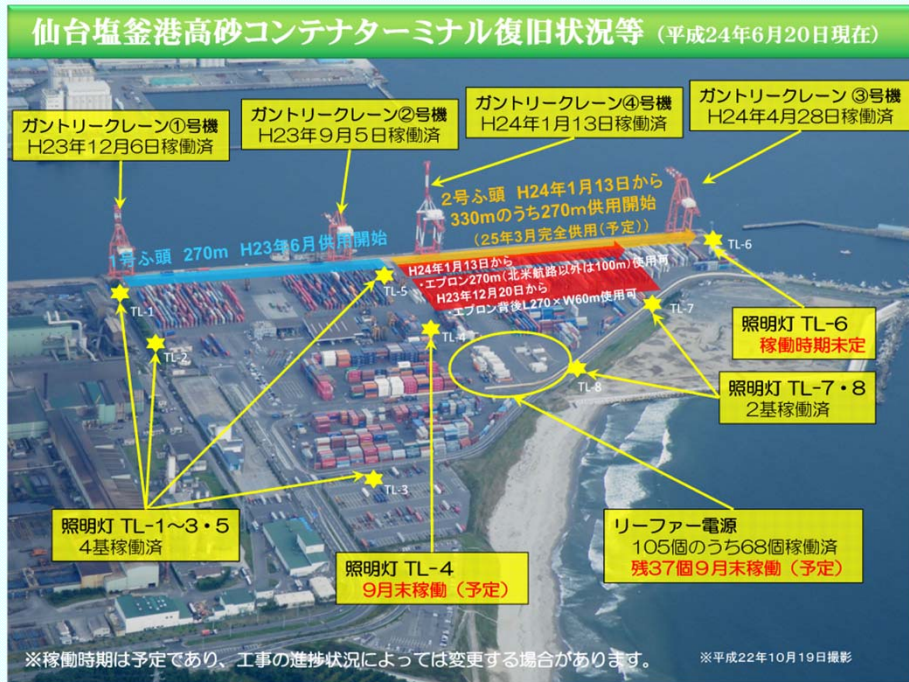 仙台塩釜港高砂コンテナターミナル復旧状況等(平成24年6月20日現在)
ガントリークレーン①号機
H23年12月6日稼働済
ガントリークレーン②号機
H23年9月5日稼働済
ガントリークレーン④号機
H24年1月13日稼働済
ガントリークレーン ③号機
H24年4月28日稼働済
1号ふ頭 270m H23年6月供用開始
2号ふ頭 H24年1月13日から
330mのうち270m供用開始
(25年3月完全供用(予定))
H24年1月13日から
・エプロン270m(北米航路以外は100m)使用可
H23年12月20日から
・エプロン背後L270×W60m使用可
TL-1
TL-2
TL-3
TL-4
TL-5
TL-6
TL-7
TL-8
照明灯 TL-6
稼働時期未定
照明灯 TL-7・8
2基稼働済
照明灯 TL-1~3・5
4基稼働済
照明灯 TL-4
9月末稼働(予定)
リーファー電源
105個のうち68個稼働済
残37個9月末稼働(予定)
※稼働時期は予定であり、工事の進捗状況によっては変更する場合があります。
※平成22年10月19日撮影